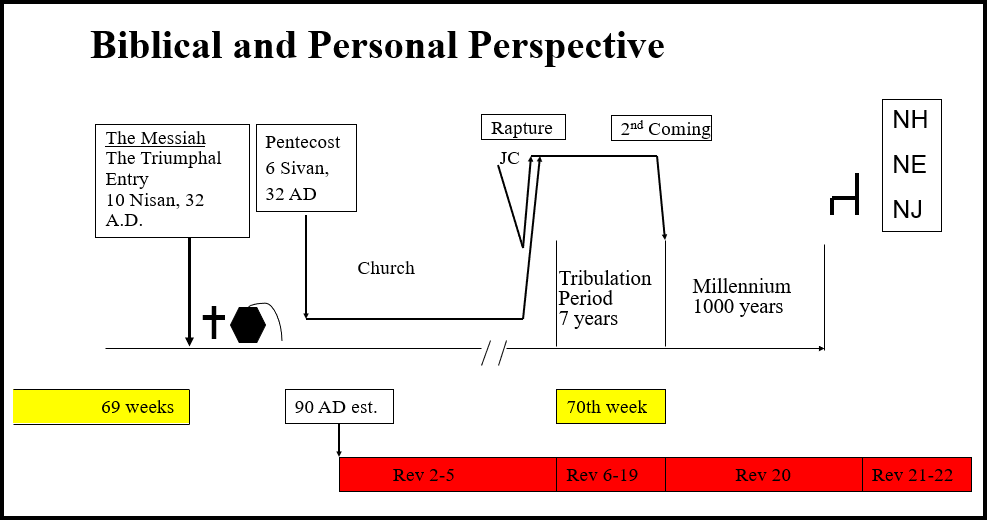 Biblical and Personal Perspective
The Messiah
The Triumphal
Entry
10 Nisan, 32
A.D.
Pentecost
6 Sivan,
32 AD
Rapture
JC
2nd Coming
NH
NE
NJ
Church
Tribulation
Period
7 years
Millennium
1000 years
69 weeks
90 AD est.
70th week
Rev 2-5
Rev 6-19
Rev 20
Rev 21-22